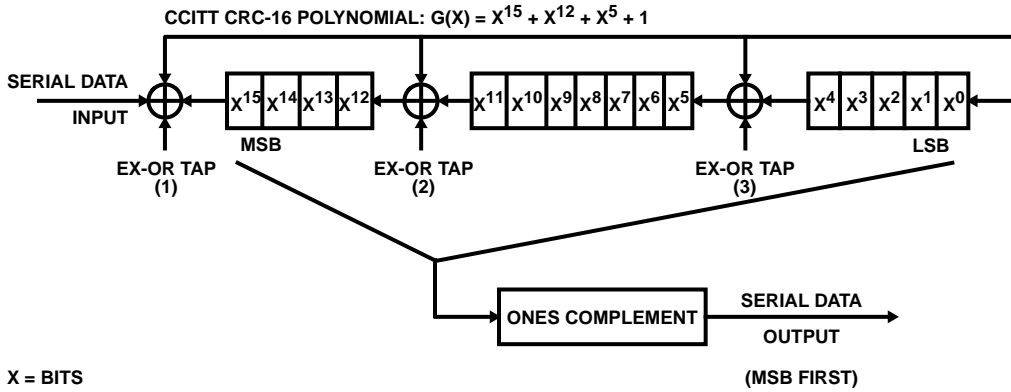 CCITT CRC-16 POLYNOMIAL: G(X) = X¹⁵ + X¹² + X⁵ + 1
SERIAL DATA
INPUT
X¹⁵ X¹⁴ X¹³ X¹²
X¹¹ X¹⁰ X⁹ X⁸ X⁷ X⁶ X⁵
X⁴ X³ X² X¹ X⁰
MSB
LSB
EX-OR TAP
(1)
EX-OR TAP
(2)
EX-OR TAP
(3)
ONES COMPLEMENT
SERIAL DATA
OUTPUT
X = BITS
(MSB FIRST)